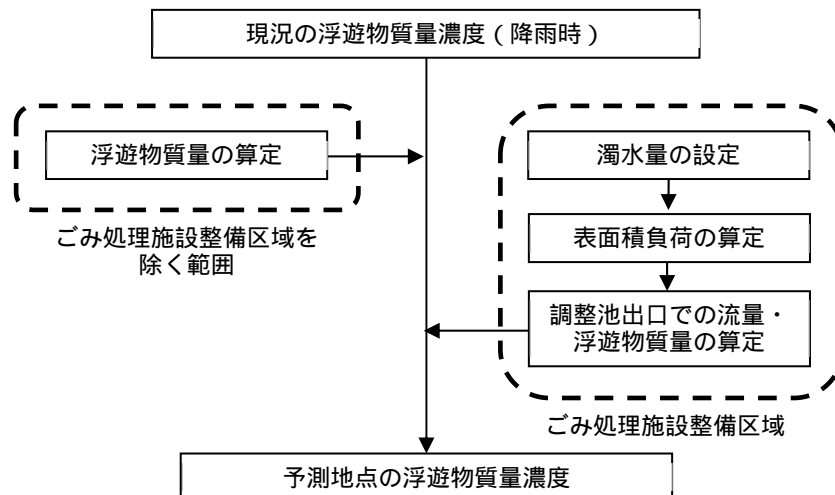 現況の浮遊物質量濃度（降雨時）
浮遊物質量の算定
ごみ処理施設整備区域を
除く範囲
濁水量の設定
表面積負荷の算定
調整池出口での流量・
浮遊物質量の算定
ごみ処理施設整備区域
予測地点の浮遊物質量濃度